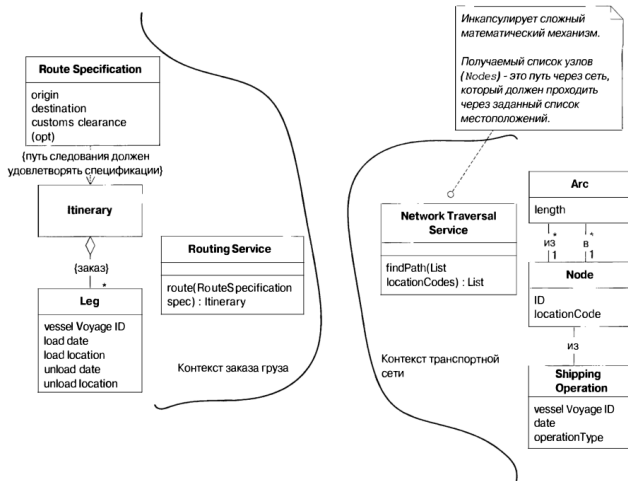 Route Specification
origin
destination
customs clearance
(opt)
{путь следования должен
удовлетворять спецификации}
Itinerary
{заказ}
*
Leg
vessel Voyage ID
load date
load location
unload date
unload location
Routing Service
route(RouteSpecification
spec) : Itinerary
Контекст заказа груза
Инкапсулирует сложный
математический механизм.
Получаемый список узлов
(Nodes) - это путь через сеть,
который должен проходить
через заданный список
местоположений.
Network Traversal
Service
findPath(List
locationCodes) : List
Контекст транспортной
сети
Arc
length
* *
из в
1 1
Node
ID
locationCode
из
Shipping
Operation
vessel Voyage ID
date
operationType